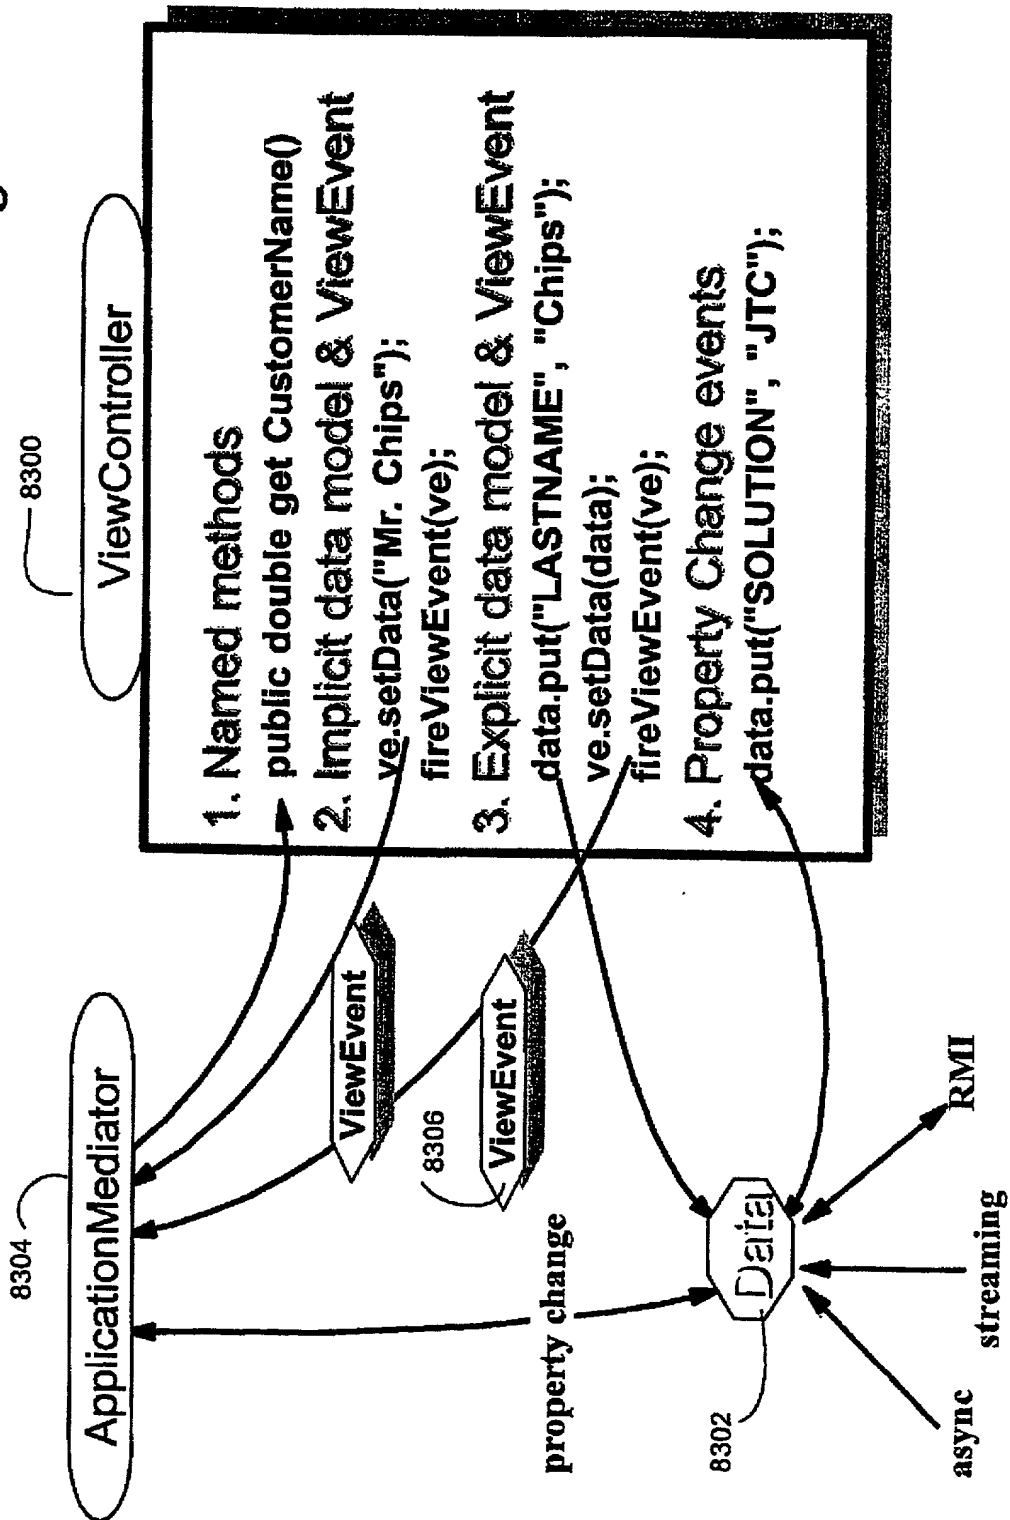 8304
ApplicationMediator
8300
ViewController
1. Named methods
public double get CustomerName()
2. Implicit data model & ViewEvent
ve.setData("Mr. Chips");
fireViewEvent(ve);
3. Explicit data model & ViewEvent
data.put("LASTNAME", "Chips");
ve.setData(data);
fireViewEvent(ve);
4. Property Change events
data.put("SOLUTION", "JTC");
ViewEvent
8306
ViewEvent
property change
8302
Data
async
streaming
RMI